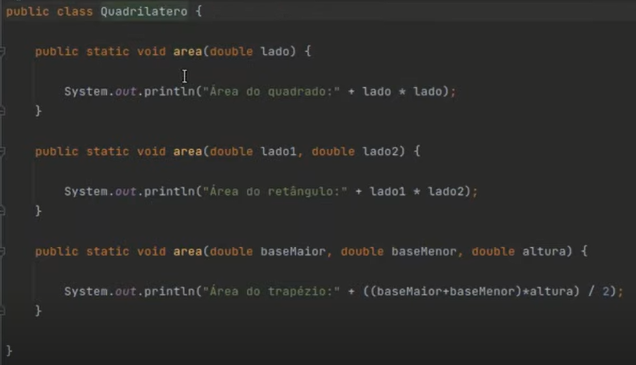 public class Quadrilatero {
public static void area(double lado) {
System.out.println("Área do quadrado:" + lado * lado);
}
public static void area(double lado1, double lado2) {
System.out.println("Área do retângulo:" + lado1 * lado2);
}
public static void area(double baseMaior, double baseMenor, double altura) {
System.out.println("Área do trapézio:" + ((baseMaior+baseMenor)*altura) / 2);
}
}